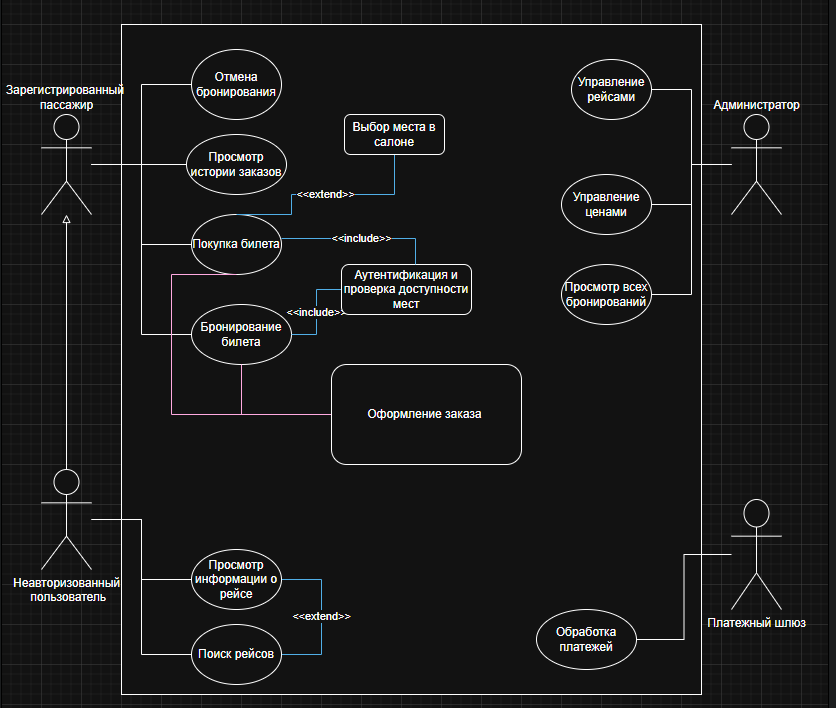 Зарегистрированный
пассажир
Отмена
бронирования
Просмотр
истории заказов
Выбор места в
салоне
<<extend>>
Покупка билета
<<include>>
Аутентификация и
проверка доступности
мест
<<include>>
Бронирование
билета
Оформление заказа
Управление
рейсами
Администратор
Управление
ценами
Просмотр всех
бронирований
Неавторизованный
пользователь
Просмотр
информации о
рейсе
<<extend>>
Поиск рейсов
Обработка
платежей
Платежный шлюз